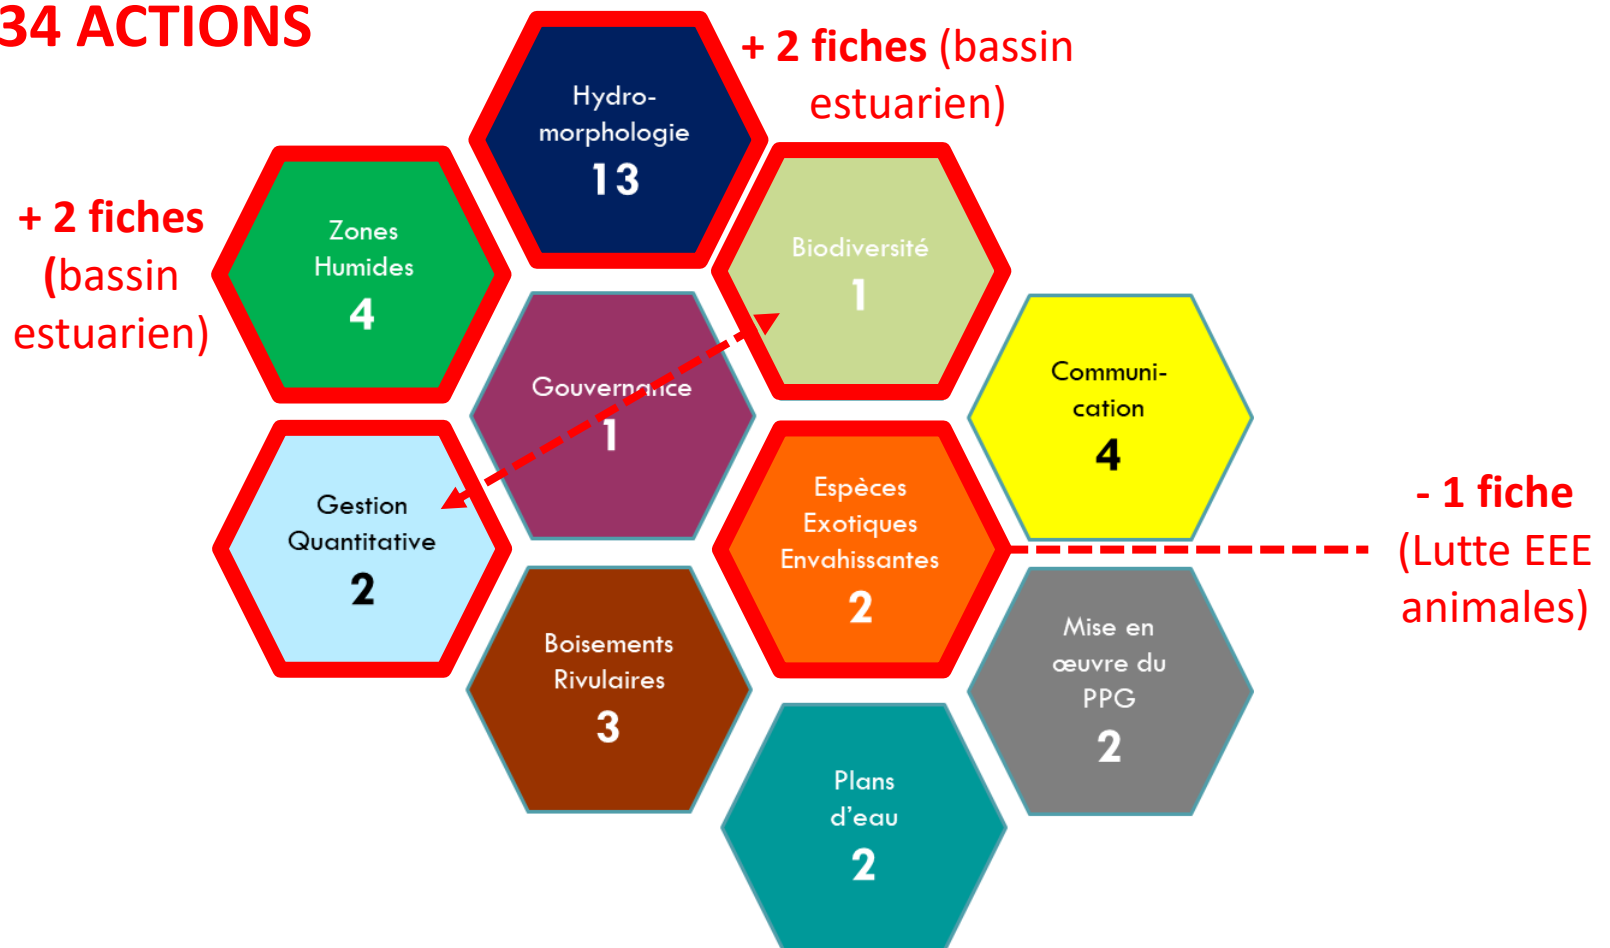 34 ACTIONS
Hydro-
morphologie
13
+ 2 fiches (bassin
estuarien)
+ 2 fiches
(bassin
estuarien)
Zones
Humides
4
Biodiversité
1
Gouvernance
1
Communi-
cation
4
Gestion
Quantitative
2
Espèces
Exotiques
Envahissantes
2
- 1 fiche
(Lutte EEE
animales)
Boisements
Rivulaires
3
Mise en
œuvre du
PPG
2
Plans
d'eau
2